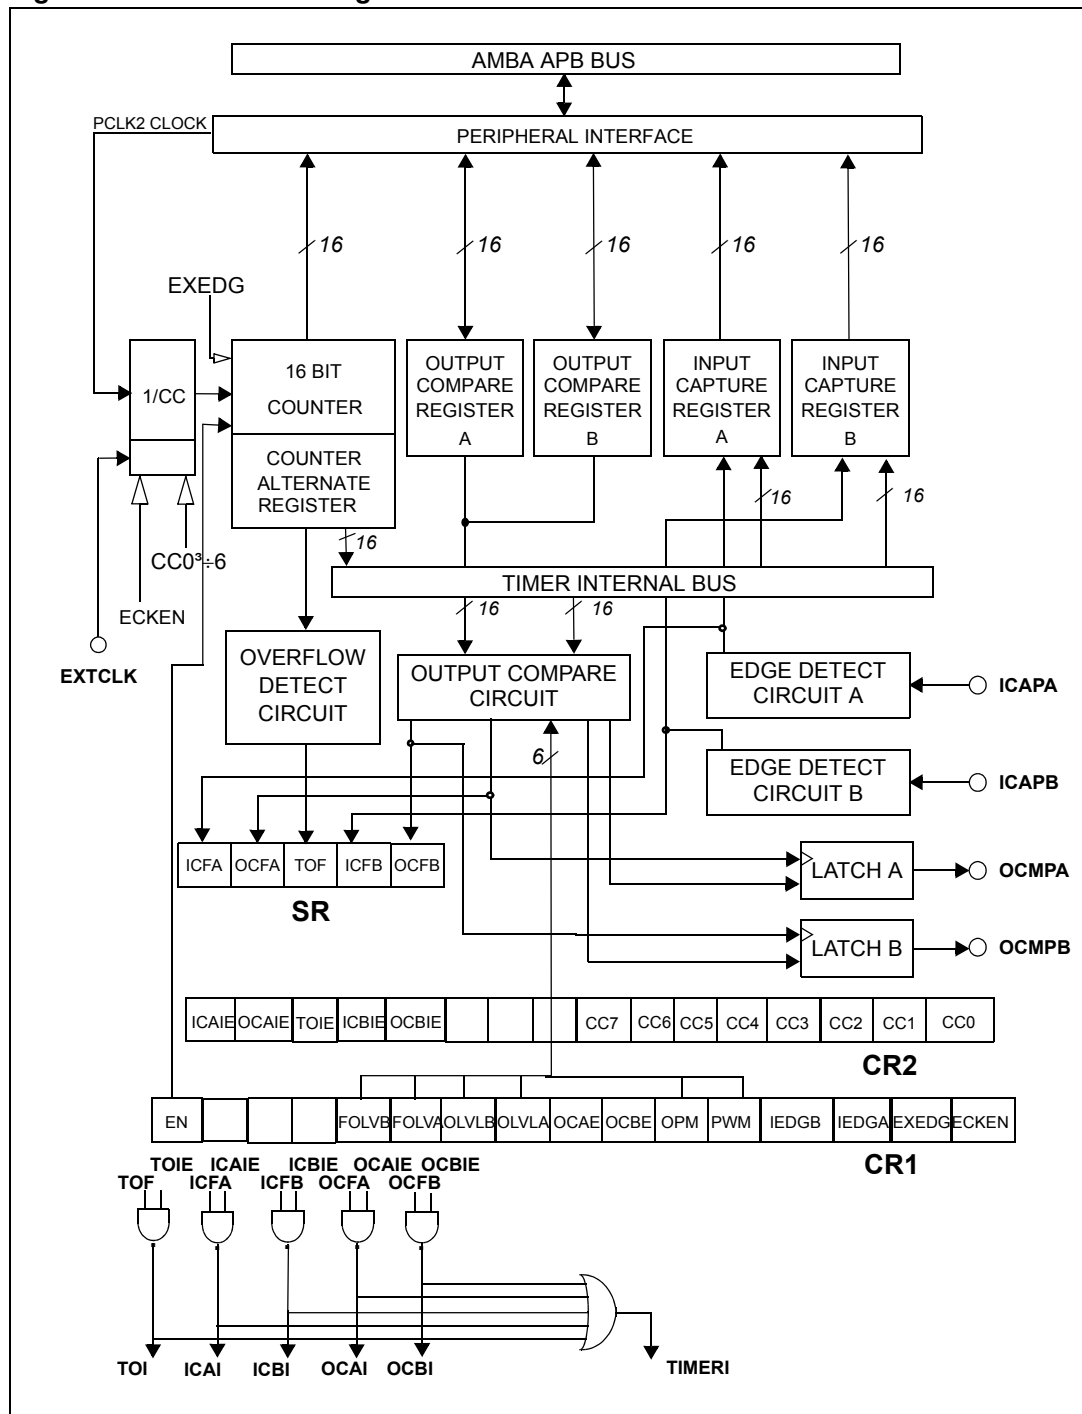 AMBA APB BUS
PCLK2 CLOCK
PERIPHERAL INTERFACE
16
16
16
16
16
EXEDG
1/CC
16 BIT
COUNTER
COUNTER
ALTERNATE
REGISTER
OUTPUT
COMPARE
REGISTER
A
OUTPUT
COMPARE
REGISTER
B
INPUT
CAPTURE
REGISTER
A
INPUT
CAPTURE
REGISTER
B
16
16
16
CC0³÷6
ECKEN
EXTCLK
TIMER INTERNAL BUS
16
16
OVERFLOW
DETECT
CIRCUIT
OUTPUT COMPARE
CIRCUIT
EDGE DETECT
CIRCUIT A
ICAPA
6
EDGE DETECT
CIRCUIT B
ICAPB
ICFA OCFA TOF ICFB OCFB
SR
LATCH A
OCMPA
LATCH B
OCMPB
ICAIE OCAIE TOIE ICBIE OCBIE CC7 CC6 CC5 CC4 CC3 CC2 CC1 CC0
CR2
EN FOLVB FOLVA OLVLB OLVLA OCAE OCBE OPM PWM IEDGB IEDGA EXEDG ECKEN
CR1
TOIE ICAIE ICBIE OCAIE OCBIE
TOF ICFA ICFB OCFA OCFB
TOI ICAI ICBI OCAI OCBI TIMERI